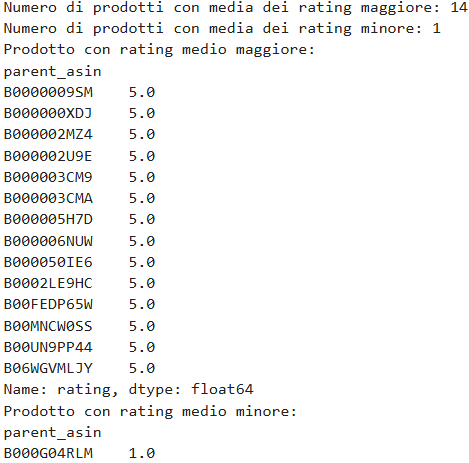 Numero di prodotti con media dei rating maggiore: 14
Numero di prodotti con media dei rating minore: 1
Prodotto con rating medio maggiore:
parent_asin
B0000009SM    5.0
B000000XDJ    5.0
B000002MZ4    5.0
B000002U9E    5.0
B000003CM9    5.0
B000003CMA    5.0
B000005H7D    5.0
B000006NUW    5.0
B000050IE6    5.0
B0002LE9HC    5.0
B00FEDP65W    5.0
B00MNCW0SS    5.0
B00UN9PP44    5.0
B06WGVMLJY    5.0
Name: rating, dtype: float64
Prodotto con rating medio minore:
parent_asin
B000G04RLM    1.0